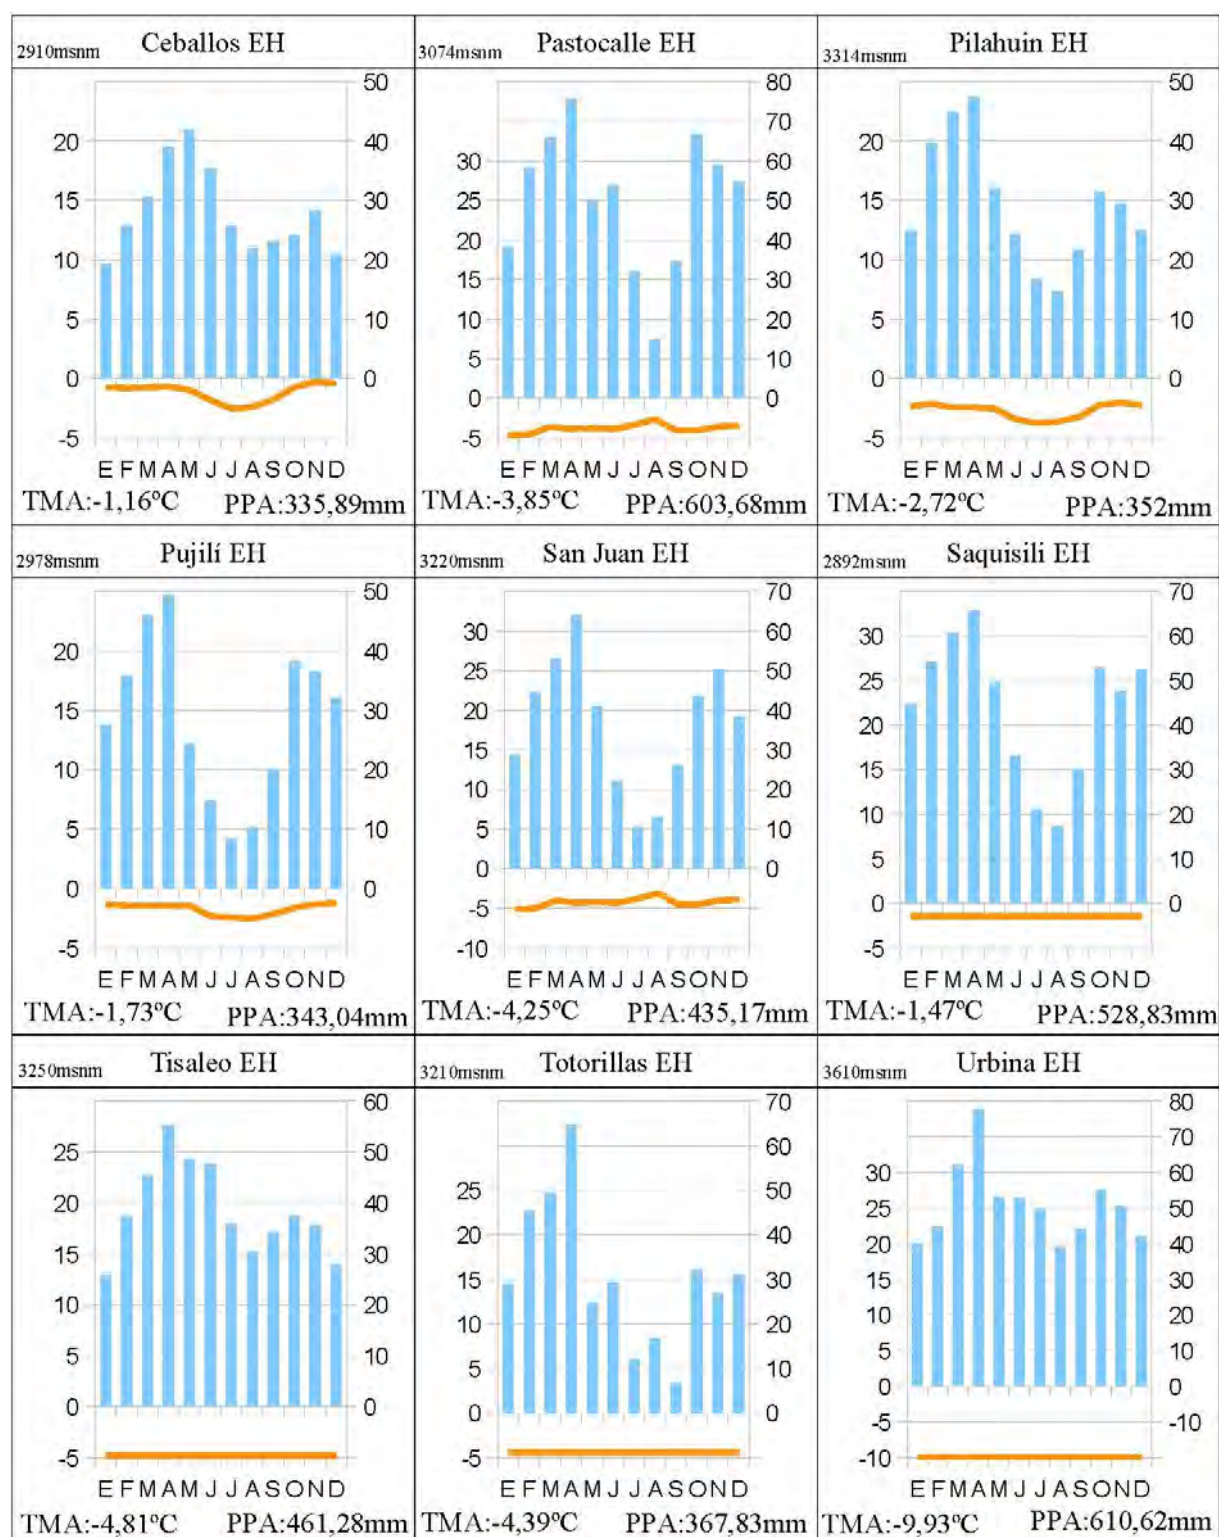 2910msnm Ceballos EH
50
20 40
15 30
10 20
5 10
0 0
-5
E F M A M J J A S O N D
TMA:-1,16ºC PPA:335,89mm
3074msnm Pastocalle EH
80
70
30 60
25 50
20 40
15 30
10 20
5 10
0 0
-5
E F M A M J J A S O N D
TMA:-3,85ºC PPA:603,68mm
3314msnm Pilahuin EH
50
20 40
15 30
10 20
5 10
0 0
-5
E F M A M J J A S O N D
TMA:-2,72ºC PPA:352mm
2978msnm Pujilí EH
50
20 40
15 30
10 20
5 10
0 0
-5
E F M A M J J A S O N D
TMA:-1,73ºC PPA:343,04mm
3220msnm San Juan EH
70
30 60
25 50
20 40
15 30
10 20
5 10
0 0
-5
-10
E F M A M J J A S O N D
TMA:-4,25ºC PPA:435,17mm
2892msnm Saquisili EH
70
30 60
25 50
20 40
15 30
10 20
5 10
0 0
-5
E F M A M J J A S O N D
TMA:-1,47ºC PPA:528,83mm
3250msnm Tisaleo EH
60
25 50
20 40
15 30
10 20
5 10
0 0
-5
E F M A M J J A S O N D
TMA:-4,81ºC PPA:461,28mm
3210msnm Totorillas EH
70
60
25 50
20 40
15 30
10 20
5 10
0 0
-5
E F M A M J J A S O N D
TMA:-4,39ºC PPA:367,83mm
3610msnm Urbina EH
80
70
30 60
25 50
20 40
15 30
10 20
5 10
0 0
-5 -10
-10
E F M A M J J A S O N D
TMA:-9,93ºC PPA:610,62mm